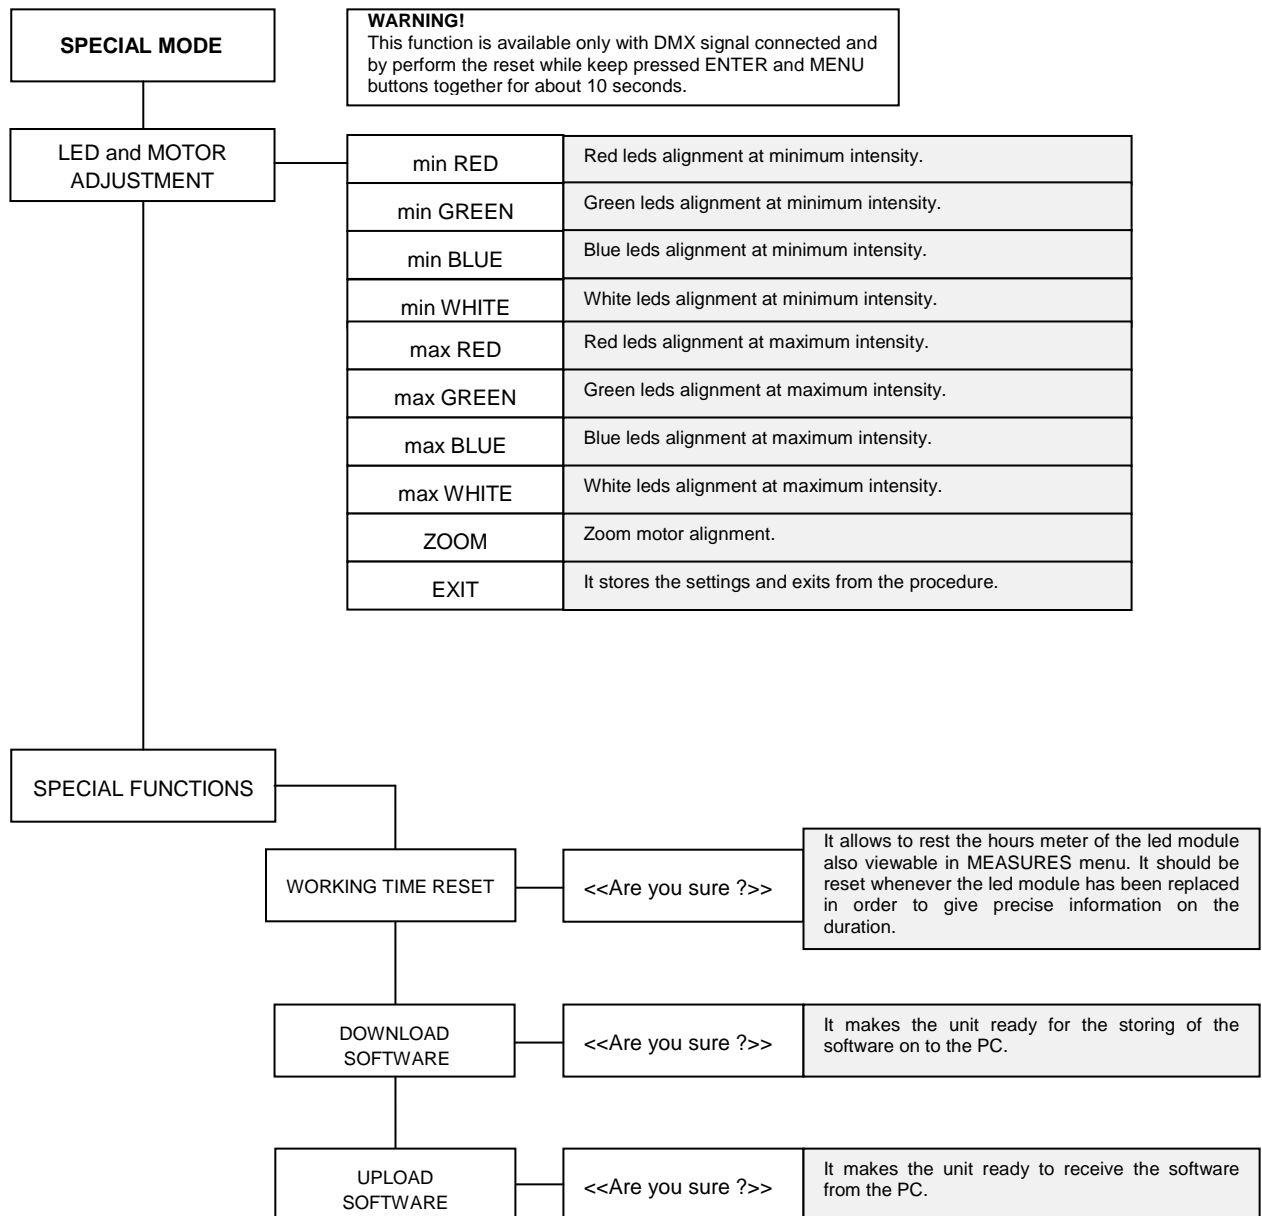 SPECIAL MODE
WARNING!
This function is available only with DMX signal connected and
by perform the reset while keep pressed ENTER and MENU
buttons together for about 10 seconds.
LED and MOTOR
ADJUSTMENT
min RED
Red leds alignment at minimum intensity.
min GREEN
Green leds alignment at minimum intensity.
min BLUE
Blue leds alignment at minimum intensity.
min WHITE
White leds alignment at minimum intensity.
max RED
Red leds alignment at maximum intensity.
max GREEN
Green leds alignment at maximum intensity.
max BLUE
Blue leds alignment at maximum intensity.
max WHITE
White leds alignment at maximum intensity.
ZOOM
Zoom motor alignment.
EXIT
It stores the settings and exits from the procedure.
SPECIAL FUNCTIONS
WORKING TIME RESET
<<Are you sure ?>>
It allows to rest the hours meter of the led module
also viewable in MEASURES menu. It should be
reset whenever the led module has been replaced
in order to give precise information on the
duration.
DOWNLOAD
SOFTWARE
<<Are you sure ?>>
It makes the unit ready for the storing of the
software on to the PC.
UPLOAD
SOFTWARE
<<Are you sure ?>>
It makes the unit ready to receive the software
from the PC.